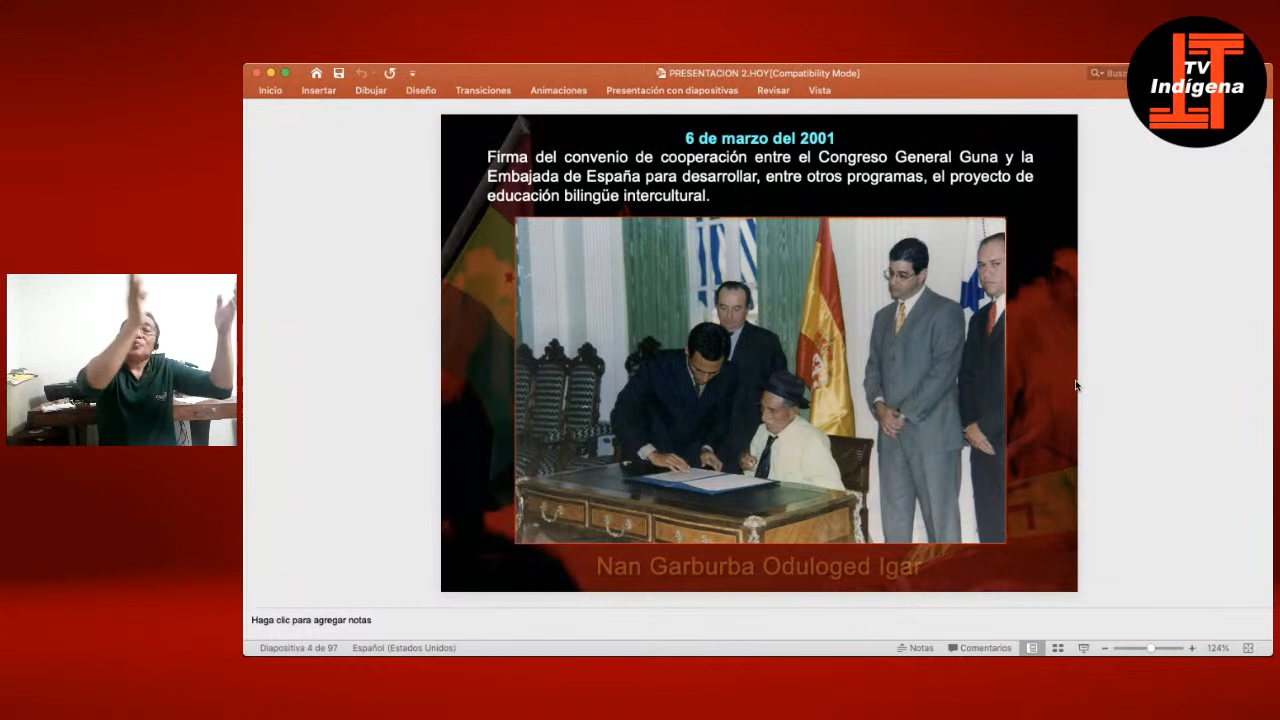 PRESENTACION 2.HOY[Compatibility Mode]
Busc
TV
Indígena
Inicio Insertar Dibujar Diseño Transiciones Animaciones Presentación con diapositivas Revisar Vista
6 de marzo del 2001
Firma del convenio de cooperación entre el Congreso General Guna y la
Embajada de España para desarrollar, entre otros programas, el proyecto de
educación bilingüe intercultural.
Nan Garburba Oduloged Igar
Haga clic para agregar notas
Diapositiva 4 de 97 Español (Estados Unidos) Notas Comentarios 124%